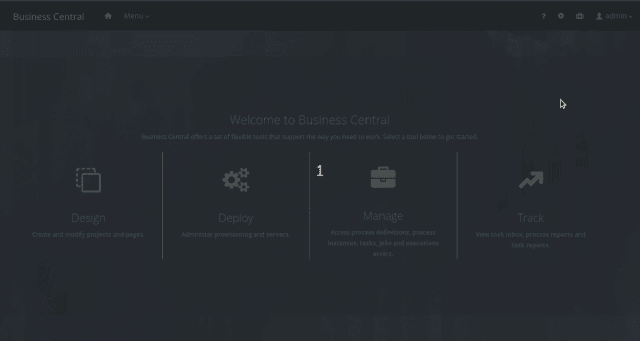 Business Central Menu ? admin
Welcome to Business Central
Business Central offers a set of flexible tools that support the way you need to work. Select a tool below to get started.
1
Design Deploy Manage Track
Create and modify projects and pages.
Administer provisioning and servers.
Access process definitions, process
instances, tasks, jobs and executions
errors.
View task inbox, process reports and
task reports.